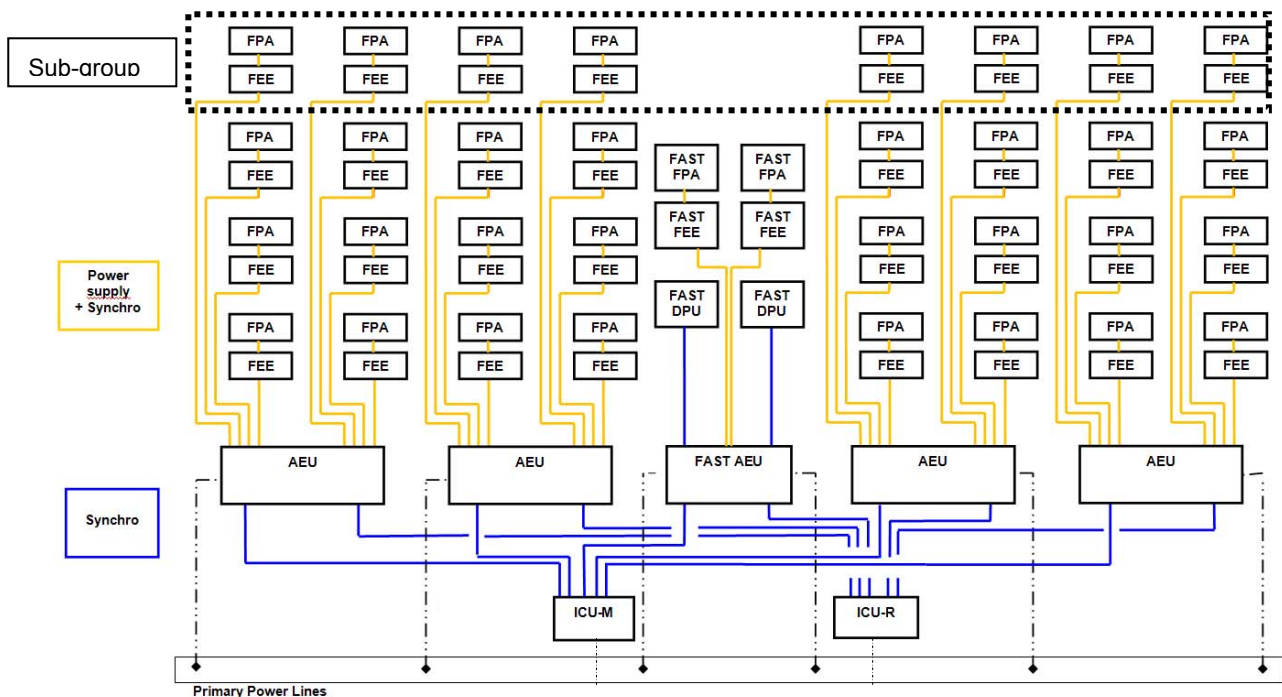 FPA FPA FPA FPA FPA FPA FPA FPA
Sub-group
FEE FEE FEE FEE FEE FEE FEE FEE
FPA FPA FPA FPA FPA FPA FPA FPA
FAST
FPA
FAST
FPA
FEE FEE FEE FEE FEE FEE FEE FEE
FAST
FEE
FAST
FEE
FPA FPA FPA FPA FPA FPA FPA FPA
FEE FEE FEE FEE FEE FEE FEE FEE
Power
supply
+ Synchro
FAST
DPU
FAST
DPU
FPA FPA FPA FPA FPA FPA FPA FPA
FEE FEE FEE FEE FEE FEE FEE FEE
AEU AEU FAST AEU AEU AEU
Synchro
ICU-M ICU-R
Primary Power Lines